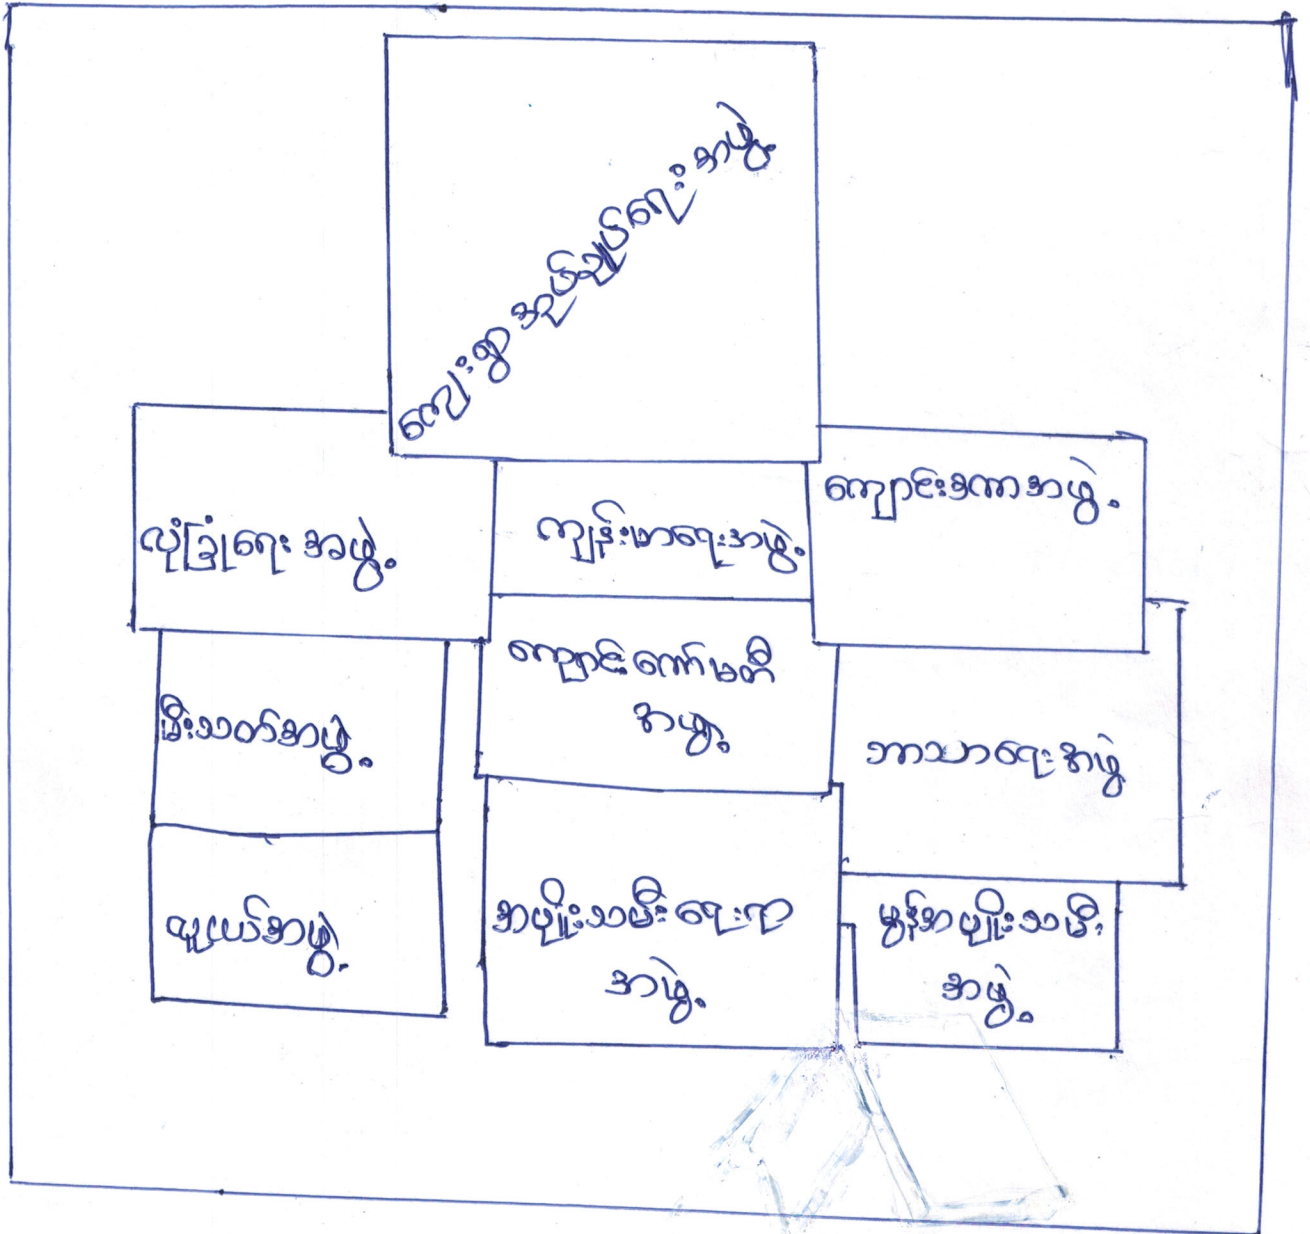 ကျေးရွာ အုပ်ချုပ်ရေး အဖွဲ့
ကျောင်းဒကာအဖွဲ့.
လုံခြုံရေး အဖွဲ့.
ကျန်းမာရေးအဖွဲ့.
ကျောင်းကော်မတီ
အဖွဲ့.
မီးသတ်အဖွဲ့.
ဘာသာရေးအဖွဲ့
လူငယ်အဖွဲ့.
အမျိုးသမီးရေးရာ
အဖွဲ့.
မွန်အမျိုးသမီး
အဖွဲ့.